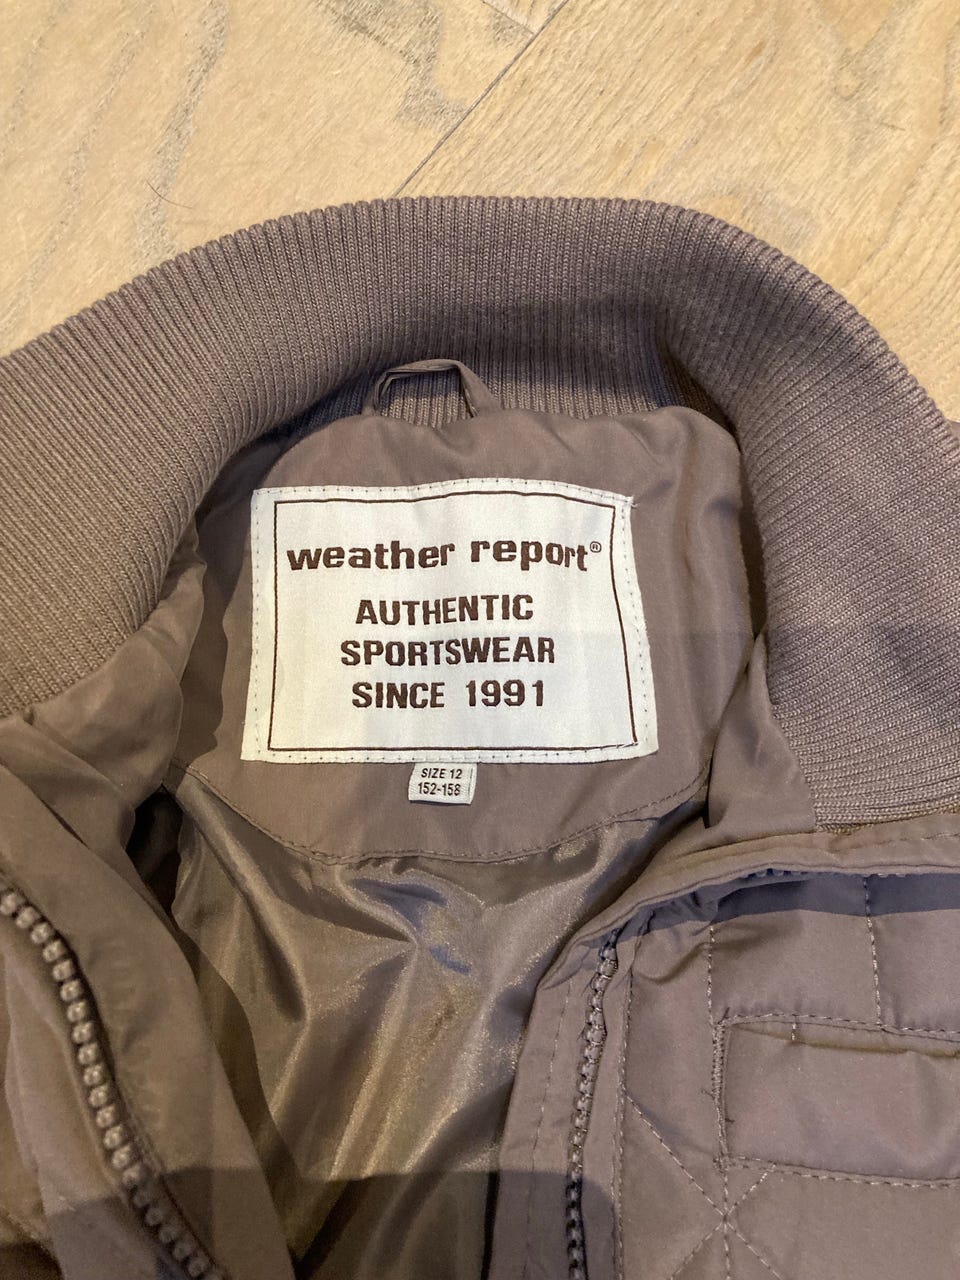 weather report®
AUTHENTIC
SPORTSWEAR
SINCE 1991
SIZE 12
152-158